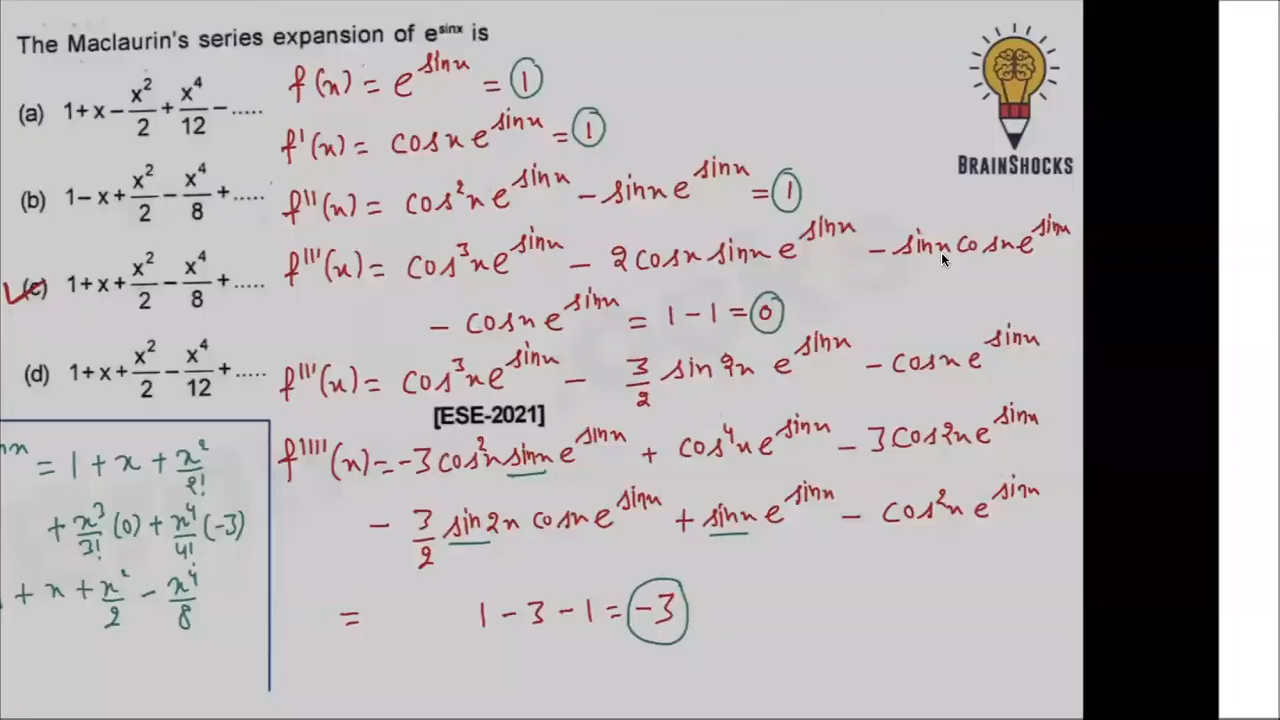 The Maclaurin's series expansion of e^sinx is
(a) 1+x−x²/2+x⁴/12−.....
(b) 1−x+x²/2−x⁴/8+.....
(c) 1+x+x²/2−x⁴/8+.....
(d) 1+x+x²/2−x⁴/12+.....
f(x) = e^sinx = 1
f'(x) = cosx e^sinx = 1
f''(x) = cos²x e^sinx − sinx e^sinx = 1
f'''(x) = cos³x e^sinx − 2cosx sinx e^sinx − sinx cosx e^sinx
− cosx e^sinx = 1−1 = 0
f'''(x) = cos³x e^sinx − 3/2 sin2x e^sinx − cosx e^sinx
[ESE-2021]
f''''(x) = −3cos²x sinx e^sinx + cos⁴x e^sinx − 3cos2x e^sinx
− 3/2 sin2x cosx e^sinx + sinx e^sinx − cos²x e^sinx
= 1−3−1 = −3
= 1+x+x²/2!
+x³/3!(0)+x⁴/4!(-3)
+x+x²/2−x⁴/8
BRAINSHOCKS